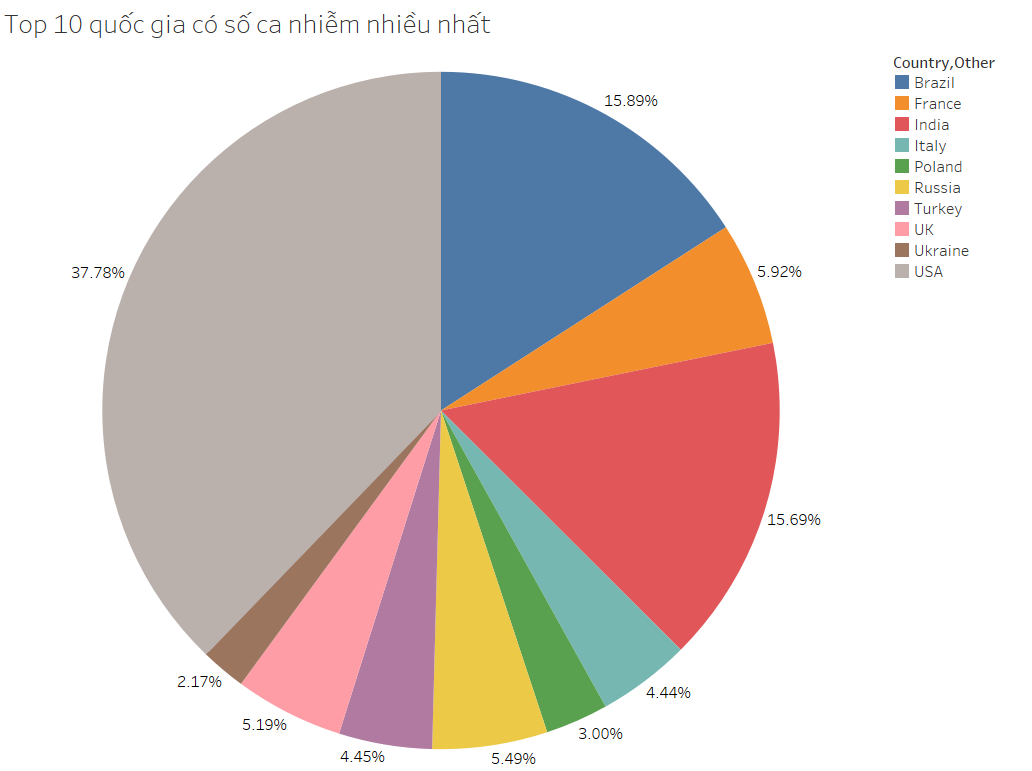 Top 10 quốc gia có số ca nhiễm nhiều nhất
Country,Other
Brazil
France
India
Italy
Poland
Russia
Turkey
UK
Ukraine
USA
15.89%
5.92%
15.69%
4.44%
3.00%
5.49%
4.45%
5.19%
2.17%
37.78%